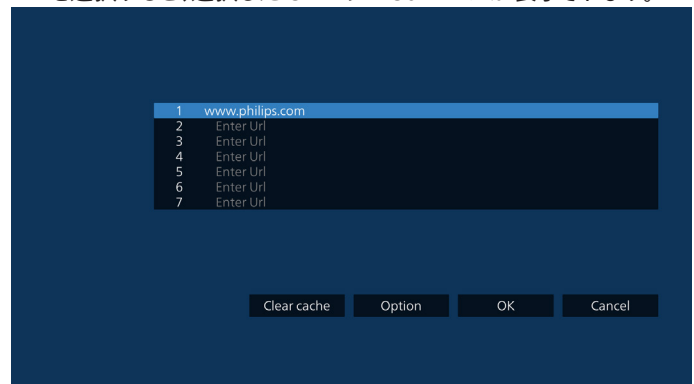 1 www.philips.com
2 Enter Url
3 Enter Url
4 Enter Url
5 Enter Url
6 Enter Url
7 Enter Url
Clear cache Option OK Cancel